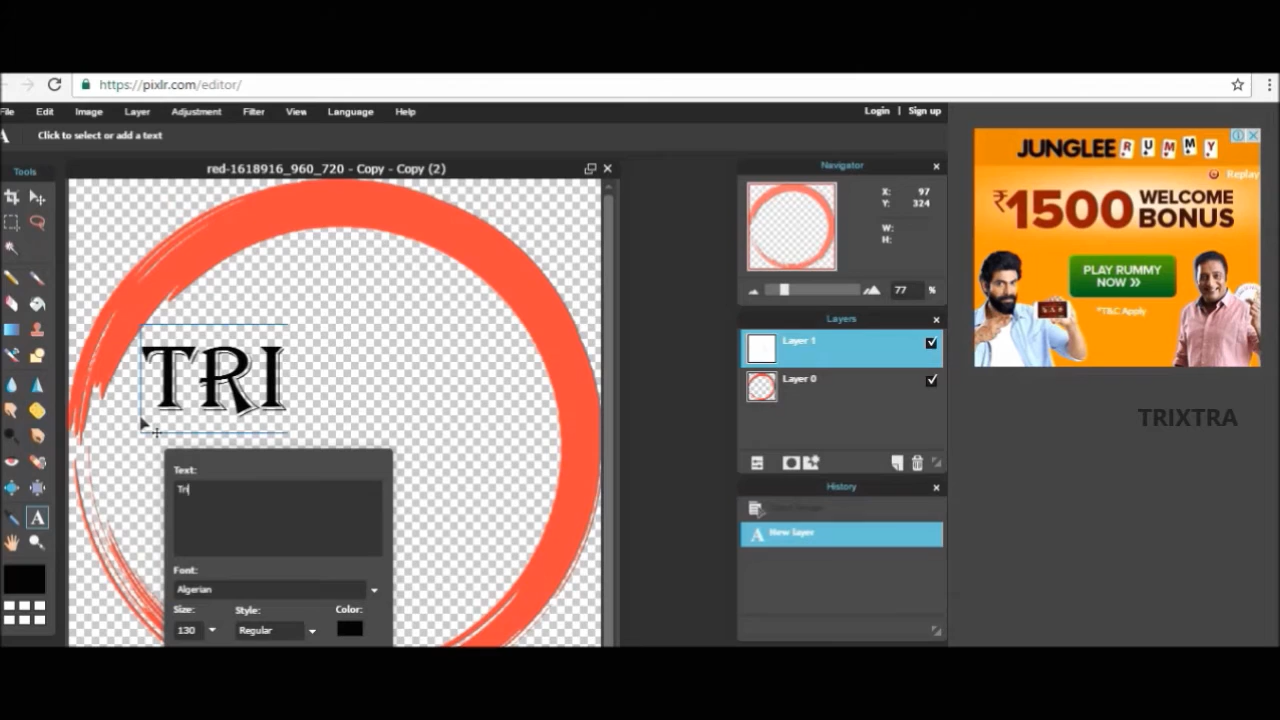 https://pixlr.com/editor/
File Edit Image Layer Adjustment Filter View Language Help Login | Sign up
A Click to select or add a text
Tools
red-1618916_960_720 - Copy - Copy (2)
Navigator
X: 97
Y: 324
W:
H:
77 %
Layers
Layer 1
Layer 0
History
A New layer
TRI
Text:
Tri
Font:
Algerian
Size: Style: Color:
130 Regular
A
JUNGLEE RUMMY
Replay
₹1500 WELCOME BONUS
PLAY RUMMY
NOW »
*T&C Apply
TRIXTRA